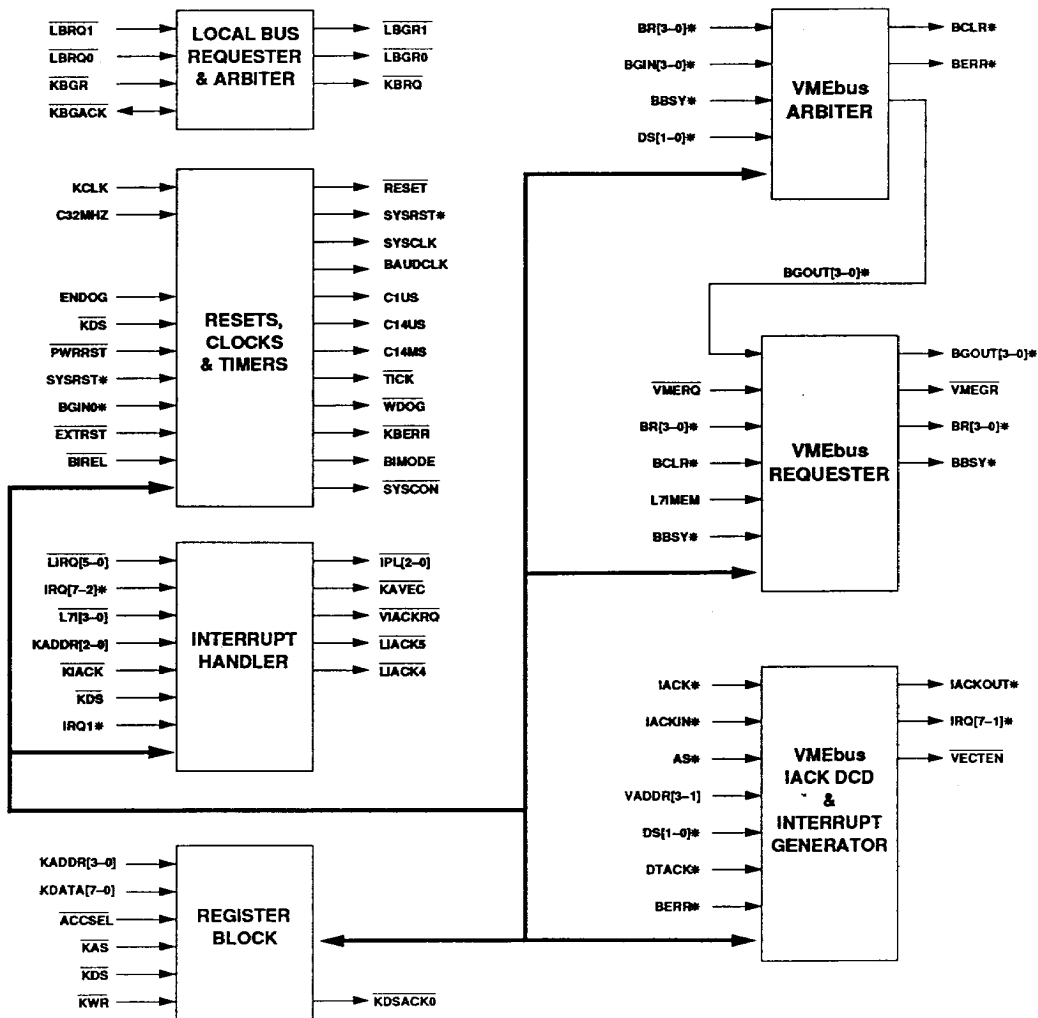 LBRQ1
LBRQ0
KBGR
KBGACK
LOCAL BUS
REQUESTER
& ARBITER
LBGR1
LBGR0
KBRQ
KCLK
C32MHZ
ENDOG
KDS
PWRRST
SYSRST*
BGIN0*
EXTRST
BIREL
RESETS,
CLOCKS
& TIMERS
RESET
SYSRST*
SYSCLK
BAUDCLK
C1US
C14US
C14MS
TICK
WDOG
KBERR
BIMODE
SYSCON
LIRQ[5–0]
IRQ[7–2]*
L7I[3–0]
KADDR[2–0]
KIACK
KDS
IRQ1*
INTERRUPT
HANDLER
IPL[2–0]
KAVEC
VIACKRQ
LIACK5
LIACK4
KADDR[3–0]
KDATA[7–0]
ACCSEL
KAS
KDS
KWR
REGISTER
BLOCK
KDSACK0
BR[3–0]*
BGIN[3–0]*
BBSY*
DS[1–0]*
VMEbus
ARBITER
BCLR*
BERR*
BGOUT[3–0]*
VMERQ
BR[3–0]*
BCLR*
L7IMEM
BBSY*
VMEbus
REQUESTER
BGOUT[3–0]*
VMEGR
BR[3–0]*
BBSY*
IACK*
IACKIN*
AS*
VADDR[3–1]
DS[1–0]*
DTACK*
BERR*
VMEbus
IACK DCD
&
INTERRUPT
GENERATOR
IACKOUT*
IRQ[7–1]*
VECTEN